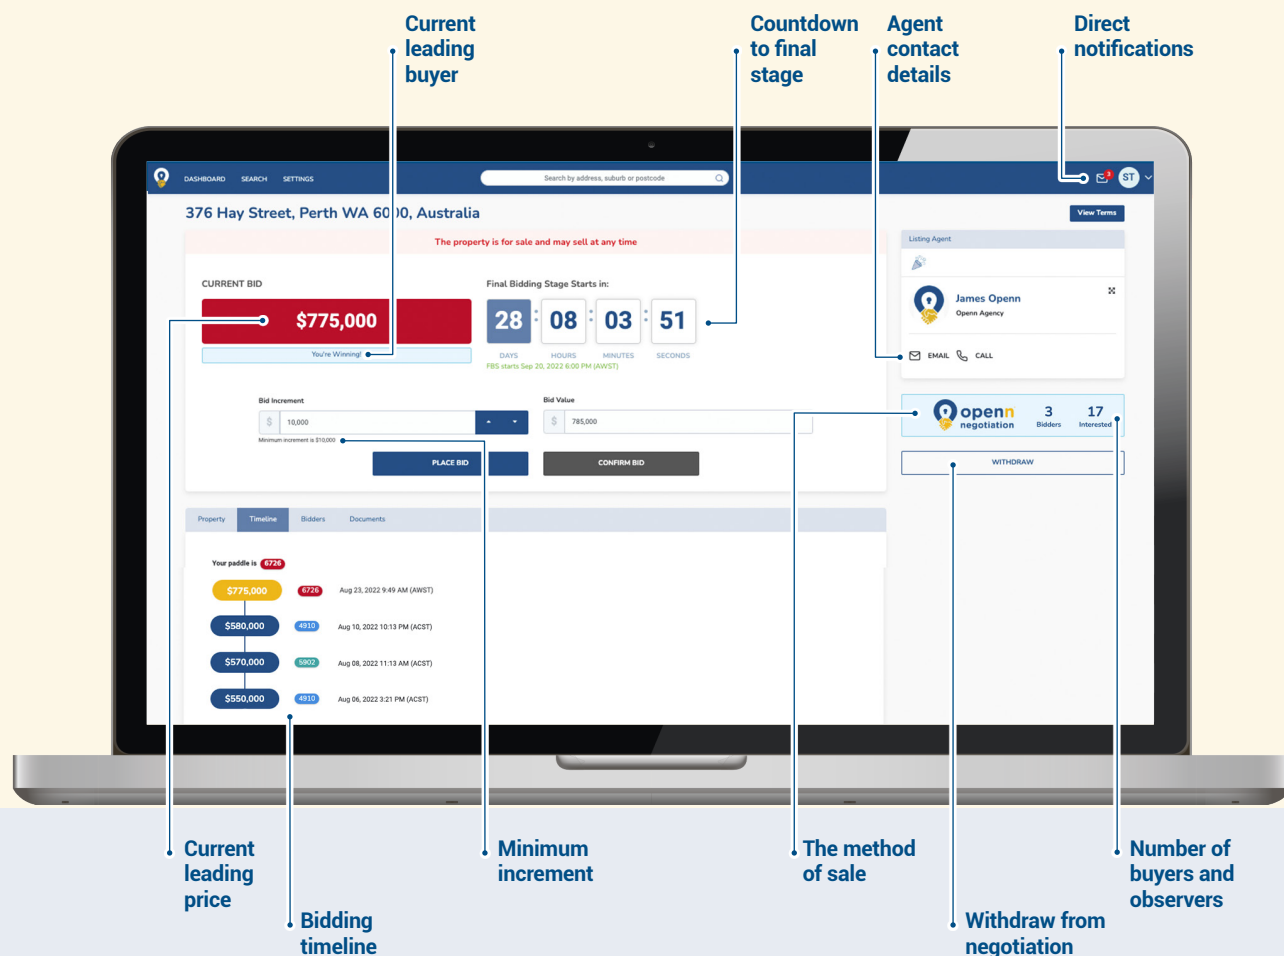 Current
leading
buyer
Countdown
to final
stage
Agent
contact
details
Direct
notifications
DASHBOARD SEARCH SETTINGS
Search by address, suburb or postcode
3
ST
376 Hay Street, Perth WA 6000, Australia
View Terms
The property is for sale and may sell at any time
Listing Agent
CURRENT BID
Final Bidding Stage Starts in:
$775,000
28 : 08 : 03 : 51
You're Winning!
DAYS HOURS MINUTES SECONDS
FBS starts Sep 20, 2022 6:00 PM (AWST)
James Openn
Openn Agency
EMAIL CALL
Bid Increment
Bid Value
$ 10,000
$ 785,000
Minimum increment is $10,000
PLACE BID
CONFIRM BID
openn
negotiation
3
Bidders
17
Interested
WITHDRAW
Property Timeline Bidders Documents
Your paddle is 6726
$775,000 6726 Aug 23, 2022 9:49 AM (AWST)
$580,000 4910 Aug 10, 2022 10:13 PM (ACST)
$570,000 5902 Aug 08, 2022 11:13 AM (ACST)
$550,000 4910 Aug 06, 2022 3:21 PM (ACST)
Current
leading
price
Bidding
timeline
Minimum
increment
The method
of sale
Withdraw from
negotiation
Number of
buyers and
observers